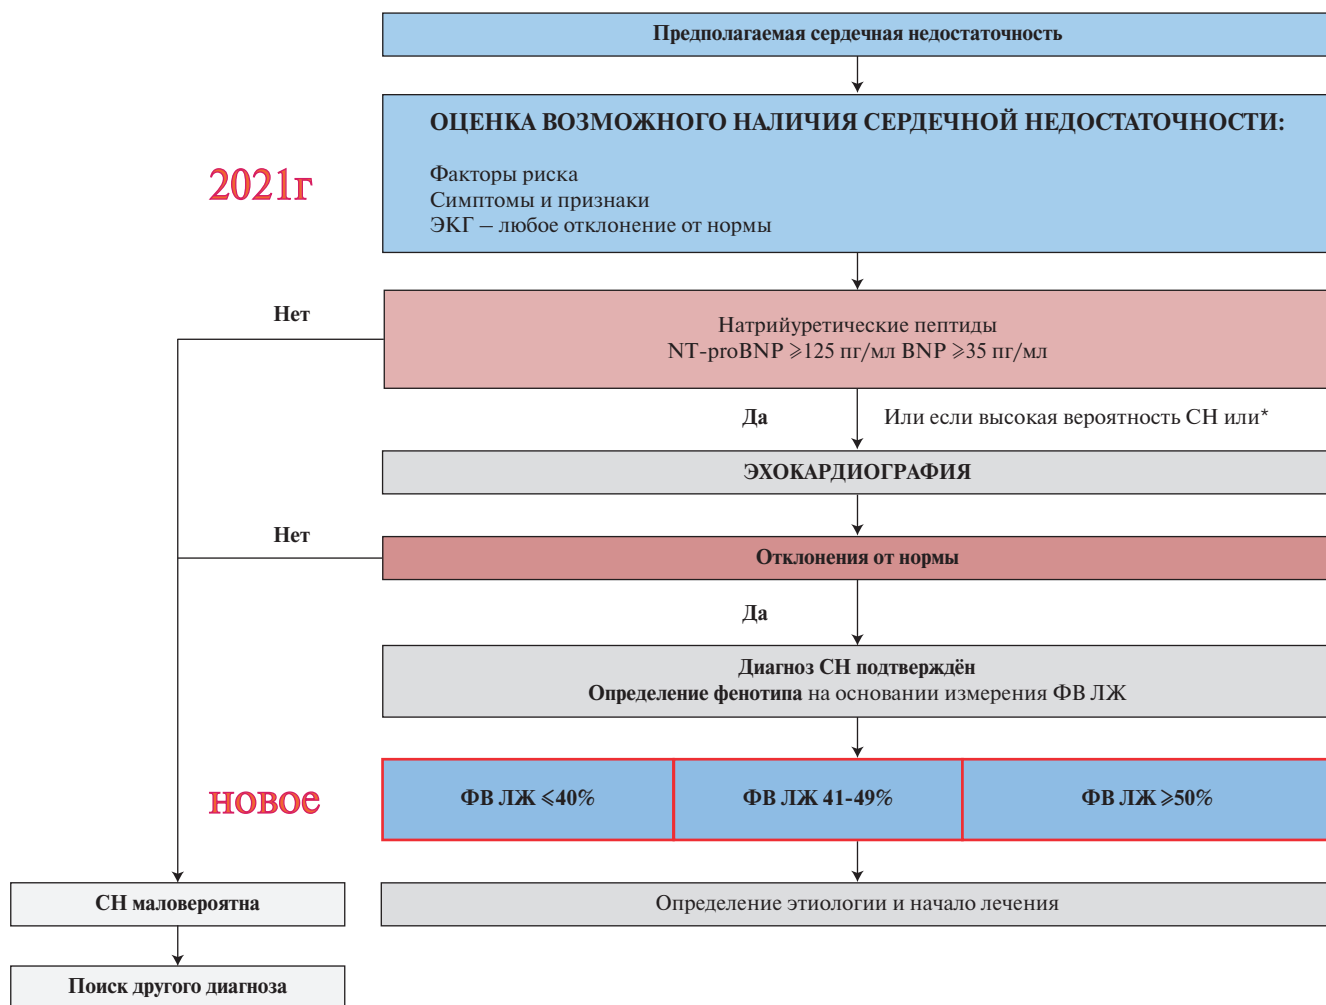 Предполагаемая сердечная недостаточность
ОЦЕНКА ВОЗМОЖНОГО НАЛИЧИЯ СЕРДЕЧНОЙ НЕДОСТАТОЧНОСТИ:
2021г
Факторы риска
Симптомы и признаки
ЭКГ – любое отклонение от нормы
Нет
Натрийуретические пептиды
NT-proBNP ⩾125 пг/мл BNP ⩾35 пг/мл
Да
Или если высокая вероятность СН или*
ЭХОКАРДИОГРАФИЯ
Нет
Отклонения от нормы
Да
Диагноз СН подтверждён
Определение фенотипа на основании измерения ФВ ЛЖ
новое
ФВ ЛЖ ⩽40%
ФВ ЛЖ 41-49%
ФВ ЛЖ ⩾50%
СН маловероятна
Определение этиологии и начало лечения
Поиск другого диагноза